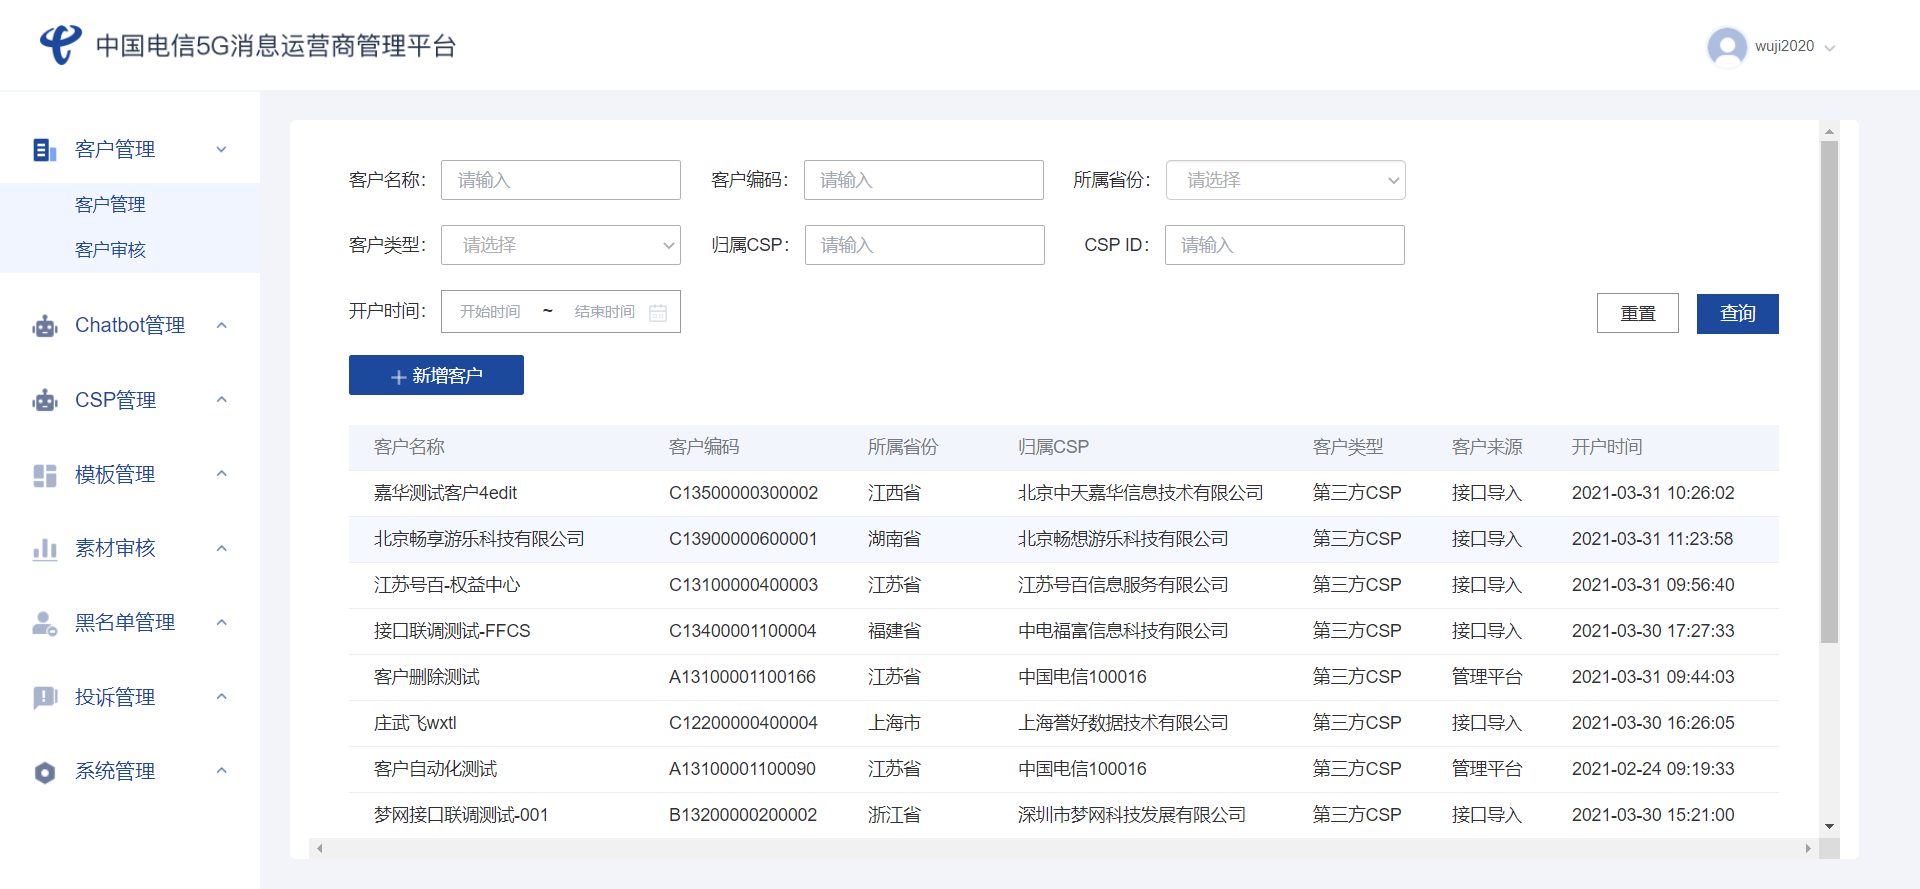 中国电信5G消息运营商管理平台
wuji2020
客户管理
客户管理
客户审核
Chatbot管理
CSP管理
模板管理
素材审核
黑名单管理
投诉管理
系统管理
客户名称： 请输入 客户编码： 请输入 所属省份： 请选择
客户类型： 请选择 归属CSP： 请输入 CSP ID： 请输入
开户时间： 开始时间 ~ 结束时间 重置 查询
新增客户
客户名称 客户编码 所属省份 归属CSP 客户类型 客户来源 开户时间
嘉华测试客户4edit C13500000300002 江西省 北京中天嘉华信息技术有限公司 第三方CSP 接口导入 2021-03-31 10:26:02
北京畅享游乐科技有限公司 C13900000600001 湖南省 北京畅想游乐科技有限公司 第三方CSP 接口导入 2021-03-31 11:23:58
江苏号百-权益中心 C13100000400003 江苏省 江苏号百信息服务有限公司 第三方CSP 接口导入 2021-03-31 09:56:40
接口联调测试-FFCS C13400001100004 福建省 中电福富信息科技有限公司 第三方CSP 接口导入 2021-03-30 17:27:33
客户删除测试 A13100001100166 江苏省 中国电信100016 第三方CSP 管理平台 2021-03-31 09:44:03
庄武飞wxtl C12200000400004 上海市 上海誉好数据技术有限公司 第三方CSP 接口导入 2021-03-30 16:26:05
客户自动化测试 A13100001100090 江苏省 中国电信100016 第三方CSP 管理平台 2021-02-24 09:19:33
梦网接口联调测试-001 B13200000200002 浙江省 深圳市梦网科技发展有限公司 第三方CSP 接口导入 2021-03-30 15:21:00